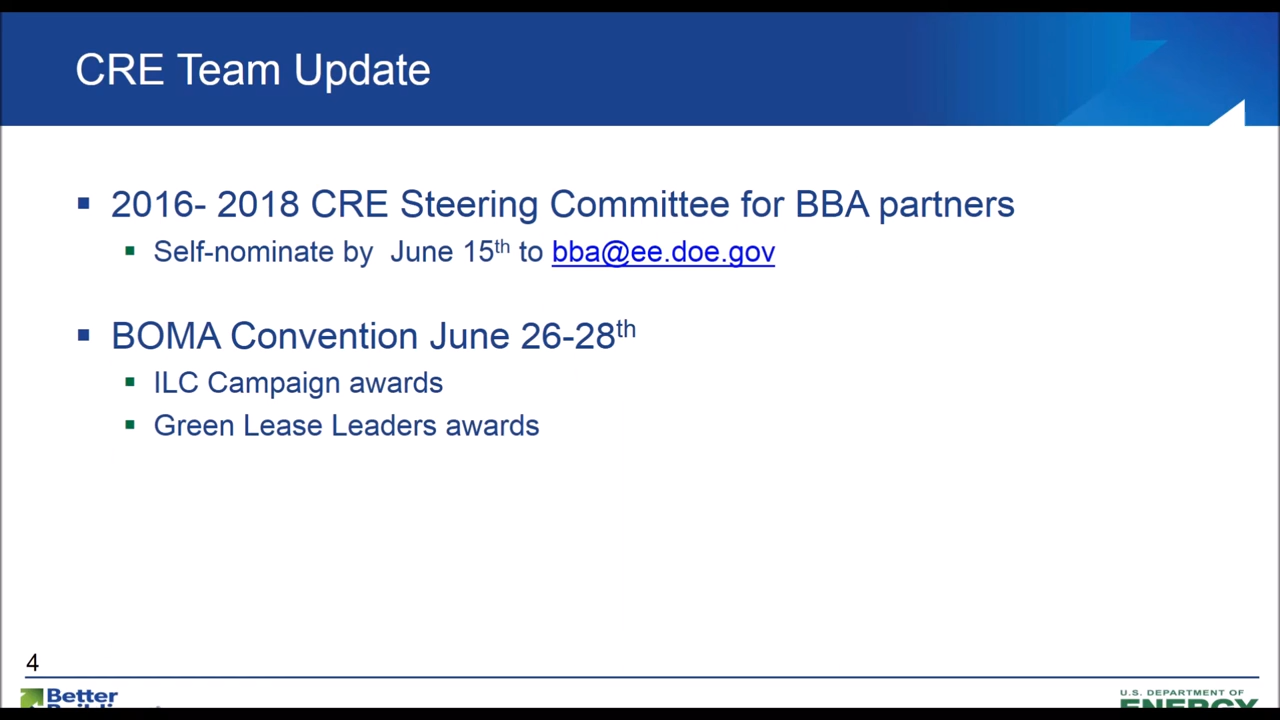 CRE Team Update
▪ 2016- 2018 CRE Steering Committee for BBA partners
▪ Self-nominate by June 15th to bba@ee.doe.gov
▪ BOMA Convention June 26-28th
▪ ILC Campaign awards
▪ Green Lease Leaders awards
4
Better
U.S. DEPARTMENT OF
ENERGY